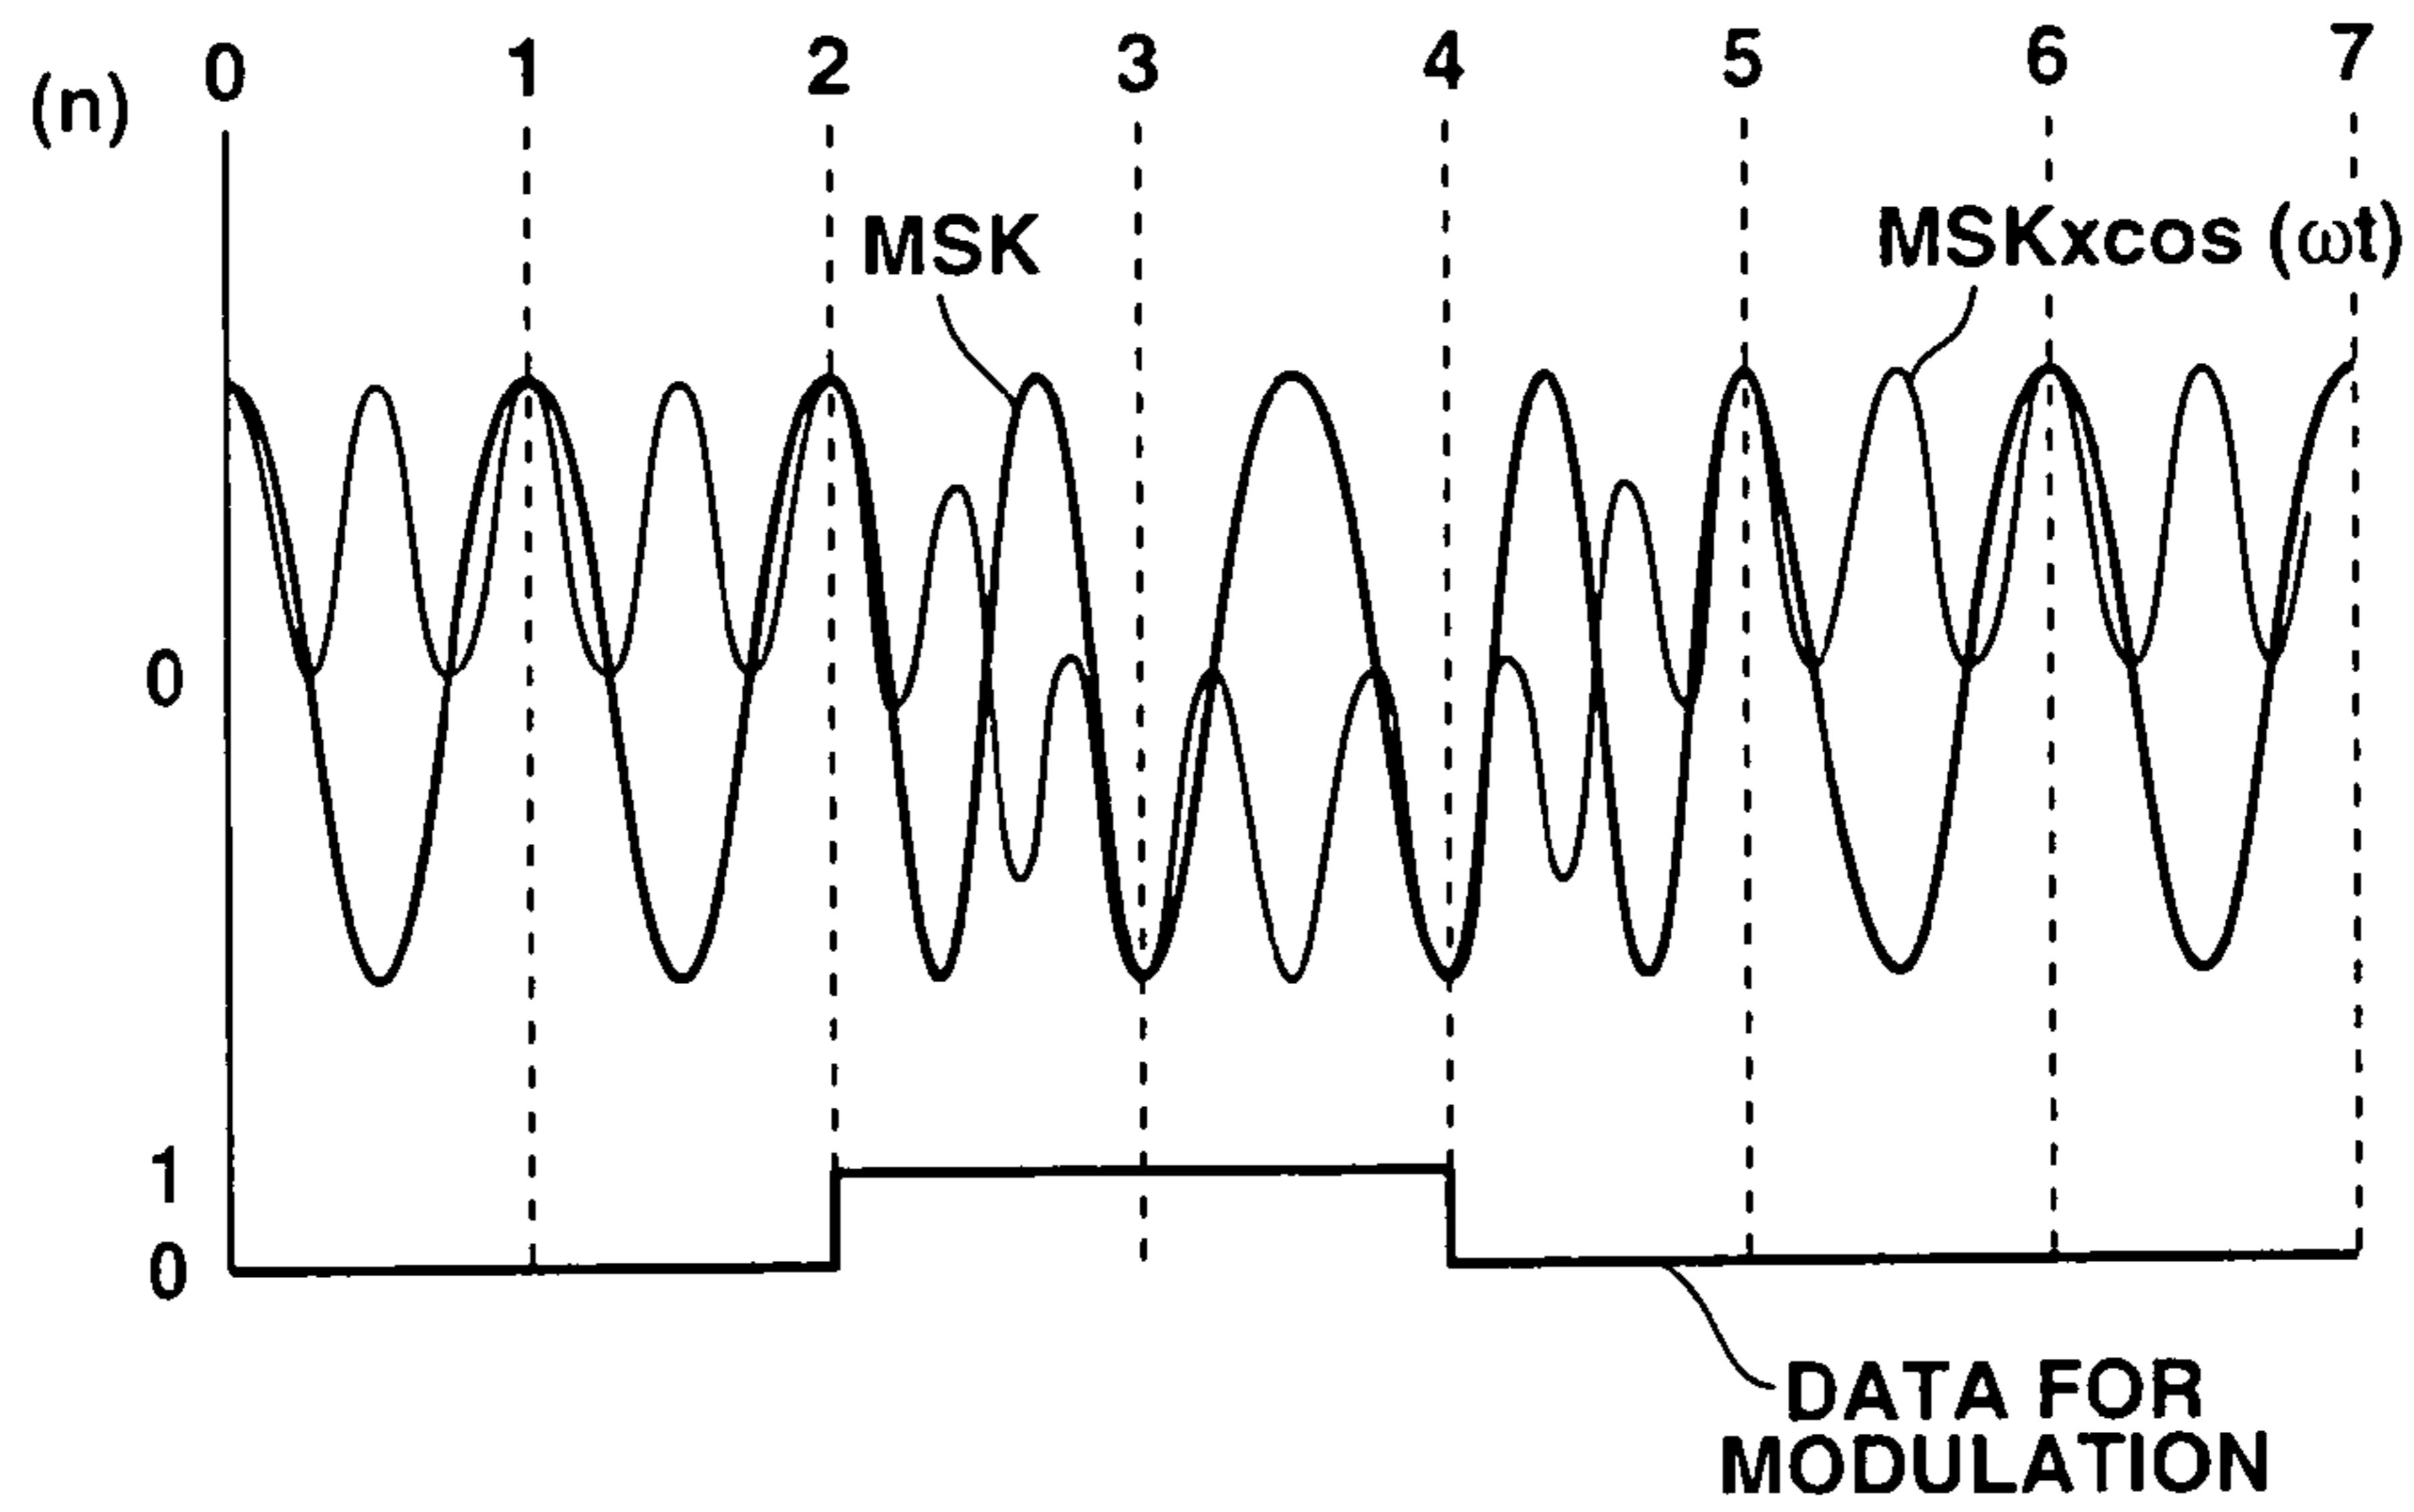 (n) 0 1 2 3 4 5 6 7
MSK
MSKxcos (ωt)
0
1
0
DATA FOR
MODULATION